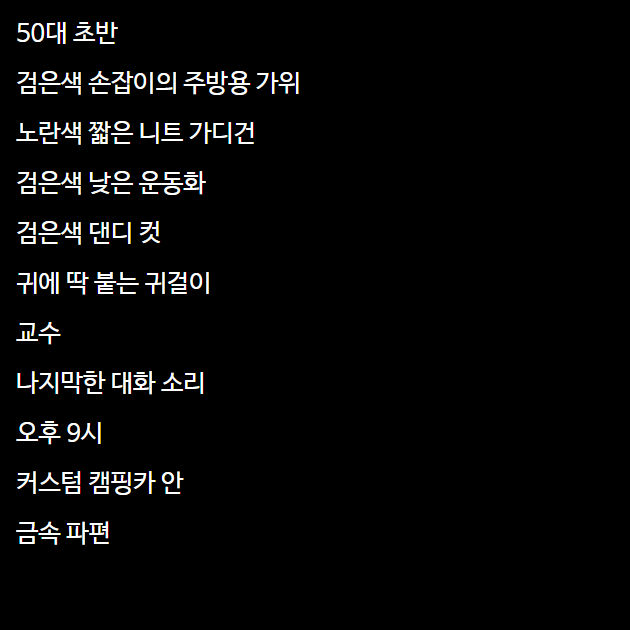 50대 초반
검은색 손잡이의 주방용 가위
노란색 짧은 니트 가디건
검은색 낮은 운동화
검은색 댄디 컷
귀에 딱 붙는 귀걸이
교수
나지막한 대화 소리
오후 9시
커스텀 캠핑카 안
금속 파편